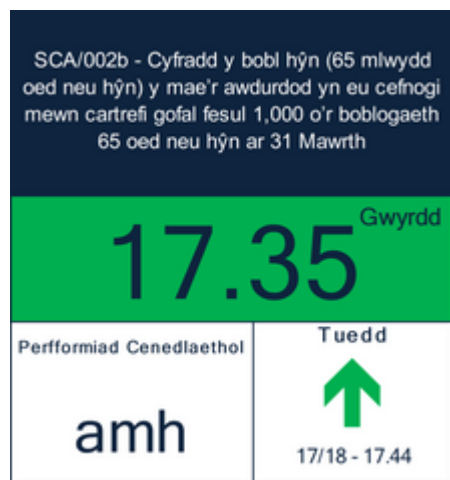 SCA/002b - Cyfradd y bobl hŷn (65 mlwydd
oed neu hŷn) y mae'r awdurdod yn eu cefnogi
mewn cartrefi gofal fesul 1,000 o'r boblogaeth
65 oed neu hŷn ar 31 Mawrth
Gwyrdd
17.35
Perfformiad Cenedlaethol
amh
Tuedd
17/18 - 17.44